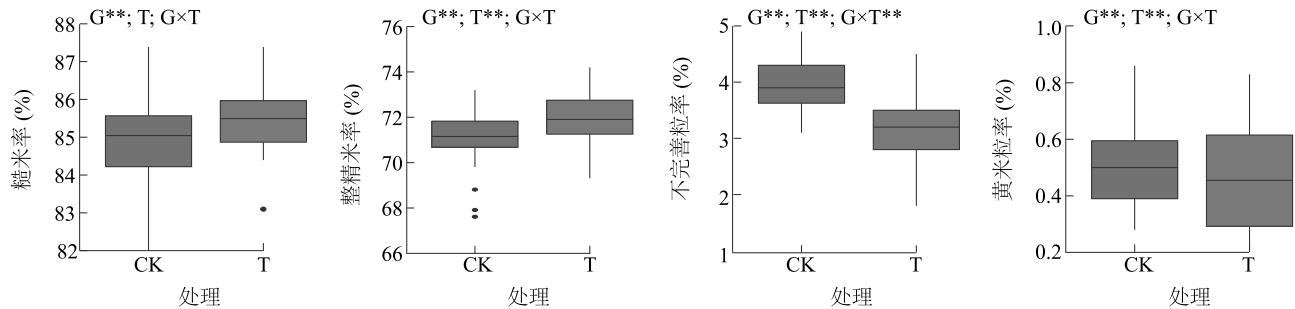 G**; T; G×T
88
87
86
85
84
83
82
糙米率 (%)
CK
T
处理
G**; T**; G×T
76
74
72
70
68
66
整精米率 (%)
CK
T
处理
G**; T**; G×T**
5
4
3
2
1
不完善粒率 (%)
CK
T
处理
G**; T**; G×T
1.0
0.8
0.6
0.4
0.2
黄米粒率 (%)
CK
T
处理